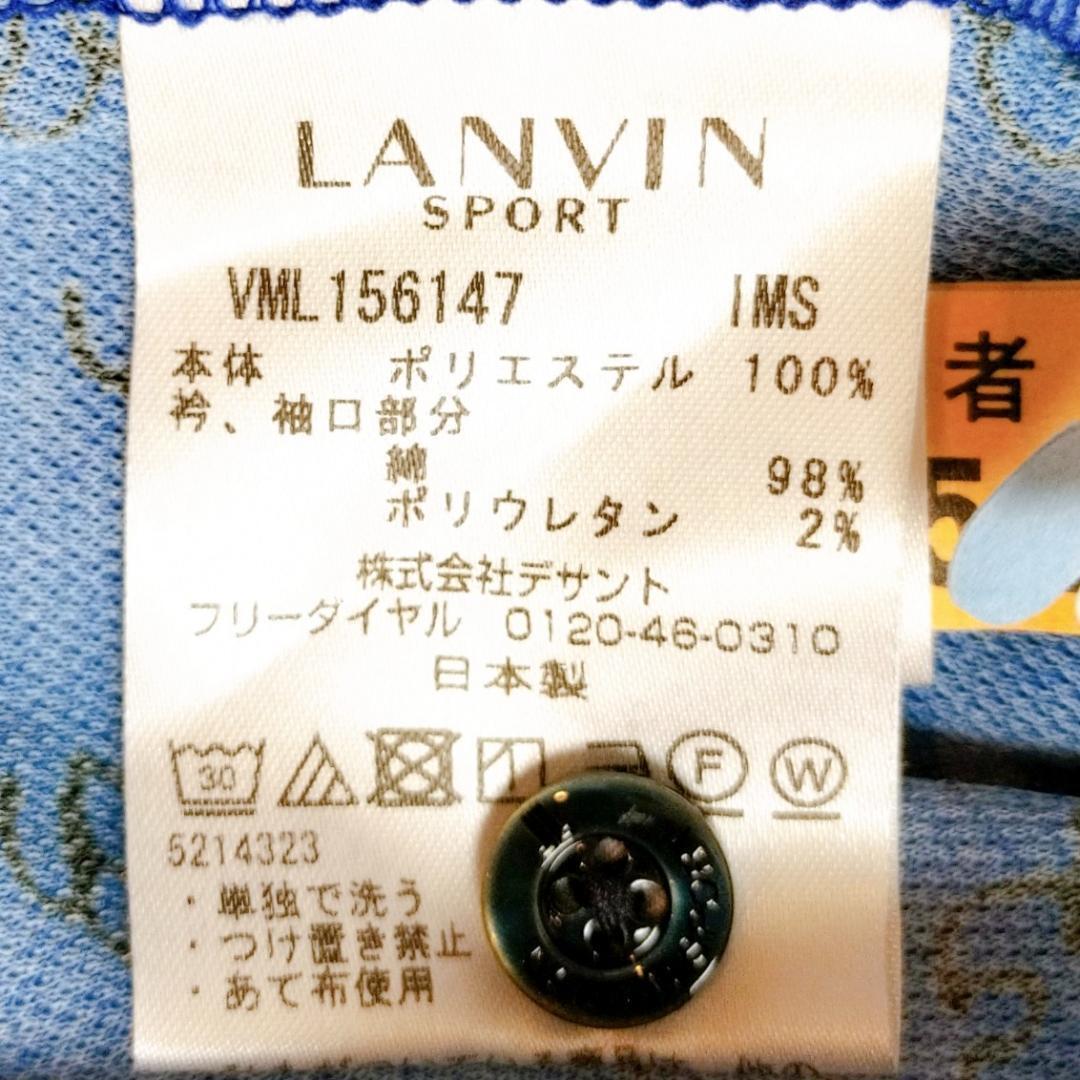 LANVIN
SPORT
VML156147 IMS
本体 ポリエステル 100%
衿、袖口部分
綿 98%
ポリウレタン 2%
株式会社デサント
フリーダイヤル 0120-46-0310
日本製
30 F W
5214323
・単独で洗う
・つけ置き禁止
・あて布使用
者
5